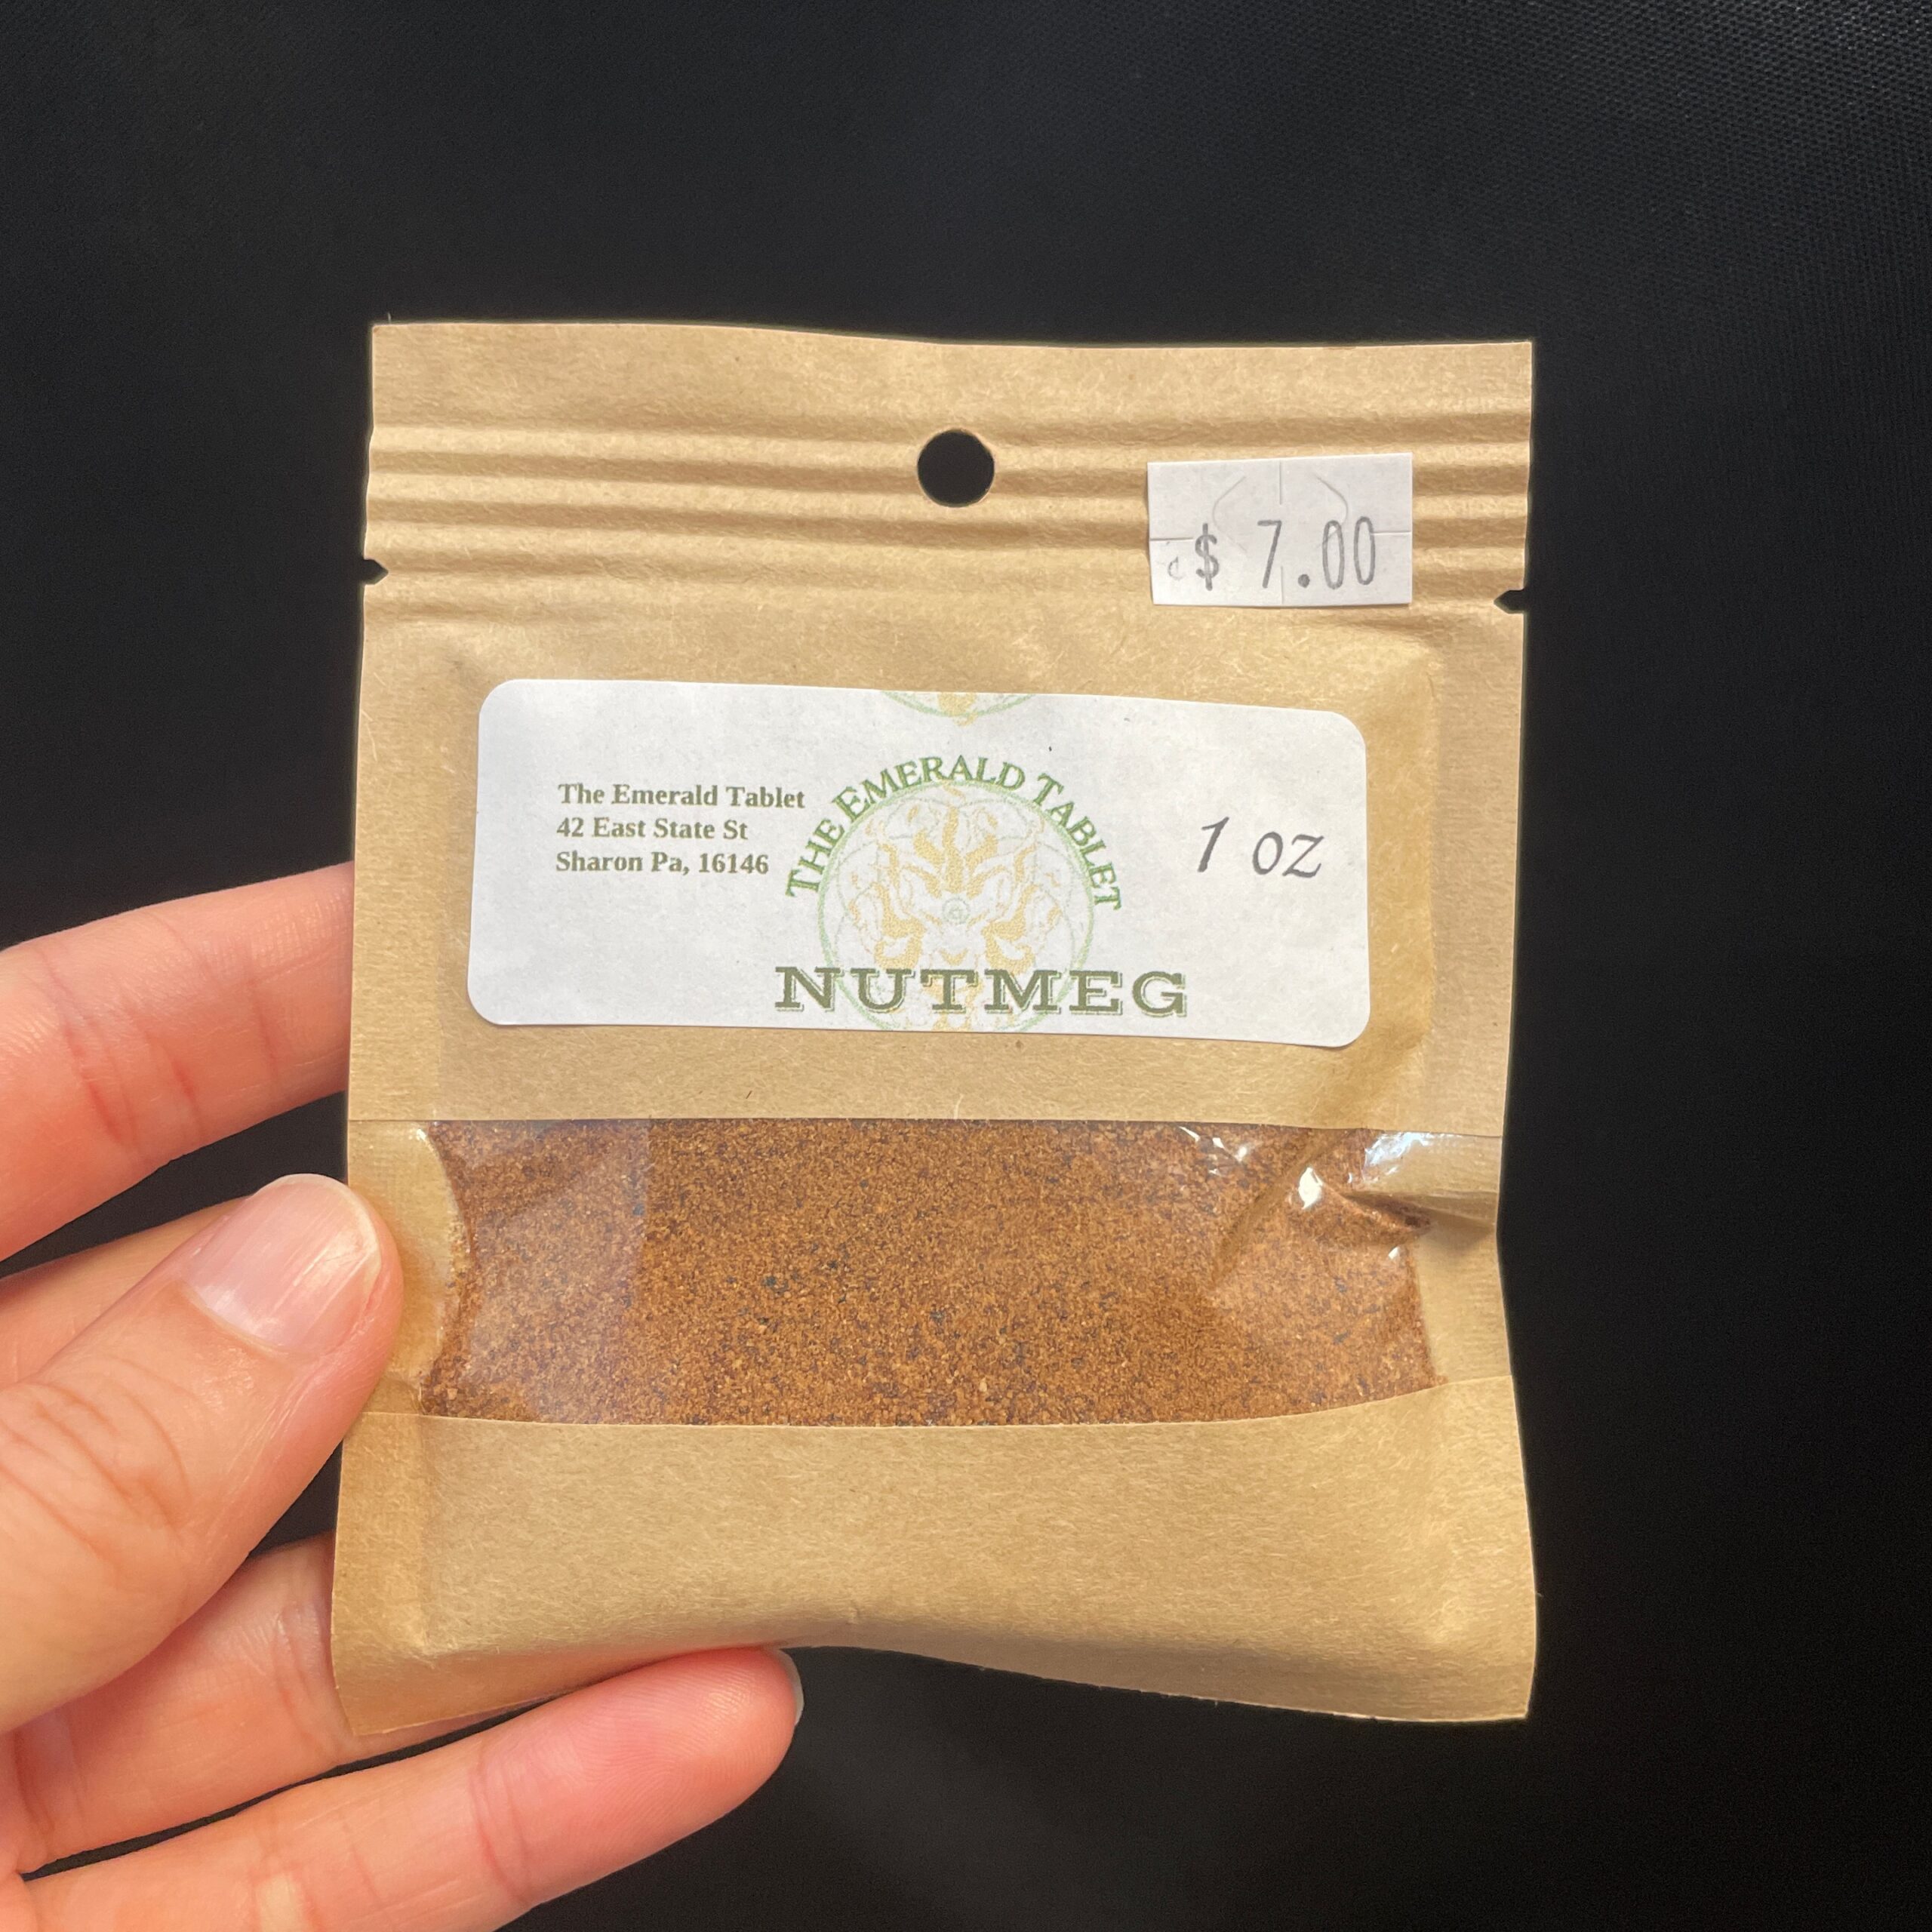 $ 7.00
The Emerald Tablet
42 East State St
Sharon Pa, 16146
THE EMERALD TABLET
1 oz
NUTMEG